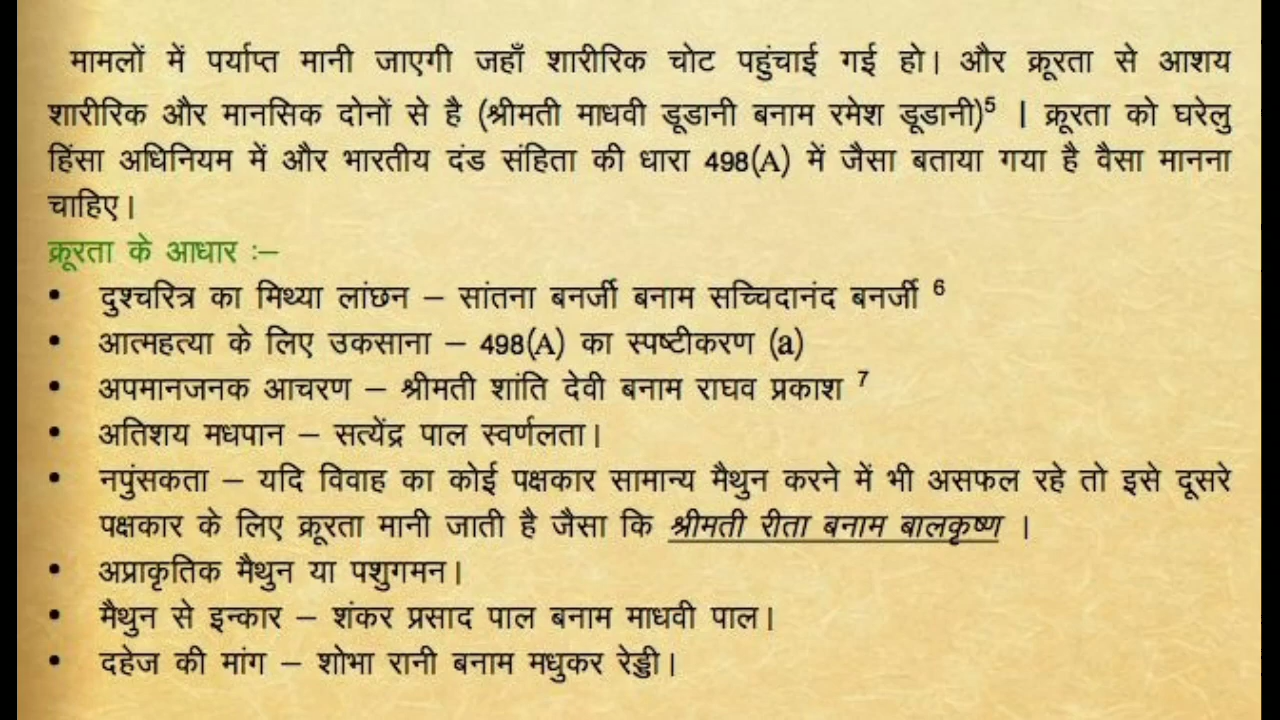 मामलों में पर्याप्त मानी जाएगी जहाँ शारीरिक चोट पहुंचाई गई हो। और क्रूरता से आशय
शारीरिक और मानसिक दोनों से है (श्रीमती माधवी डूडानी बनाम रमेश डूडानी)⁵ । क्रूरता को घरेलु
हिंसा अधिनियम में और भारतीय दंड संहिता की धारा 498(A) में जैसा बताया गया है वैसा मानना
चाहिए।
क्रूरता के आधार :–
• दुश्चरित्र का मिथ्या लांछन – सांतना बनर्जी बनाम सच्चिदानंद बनर्जी ⁶
• आत्महत्या के लिए उकसाना – 498(A) का स्पष्टीकरण (a)
• अपमानजनक आचरण – श्रीमती शांति देवी बनाम राघव प्रकाश ⁷
• अतिशय मधपान – सत्येंद्र पाल स्वर्णलता।
• नपुंसकता – यदि विवाह का कोई पक्षकार सामान्य मैथुन करने में भी असफल रहे तो इसे दूसरे
पक्षकार के लिए क्रूरता मानी जाती है जैसा कि श्रीमती रीता बनाम बालकृष्ण ।
• अप्राकृतिक मैथुन या पशुगमन।
• मैथुन से इन्कार – शंकर प्रसाद पाल बनाम माधवी पाल।
• दहेज की मांग – शोभा रानी बनाम मधुकर रेड्डी।